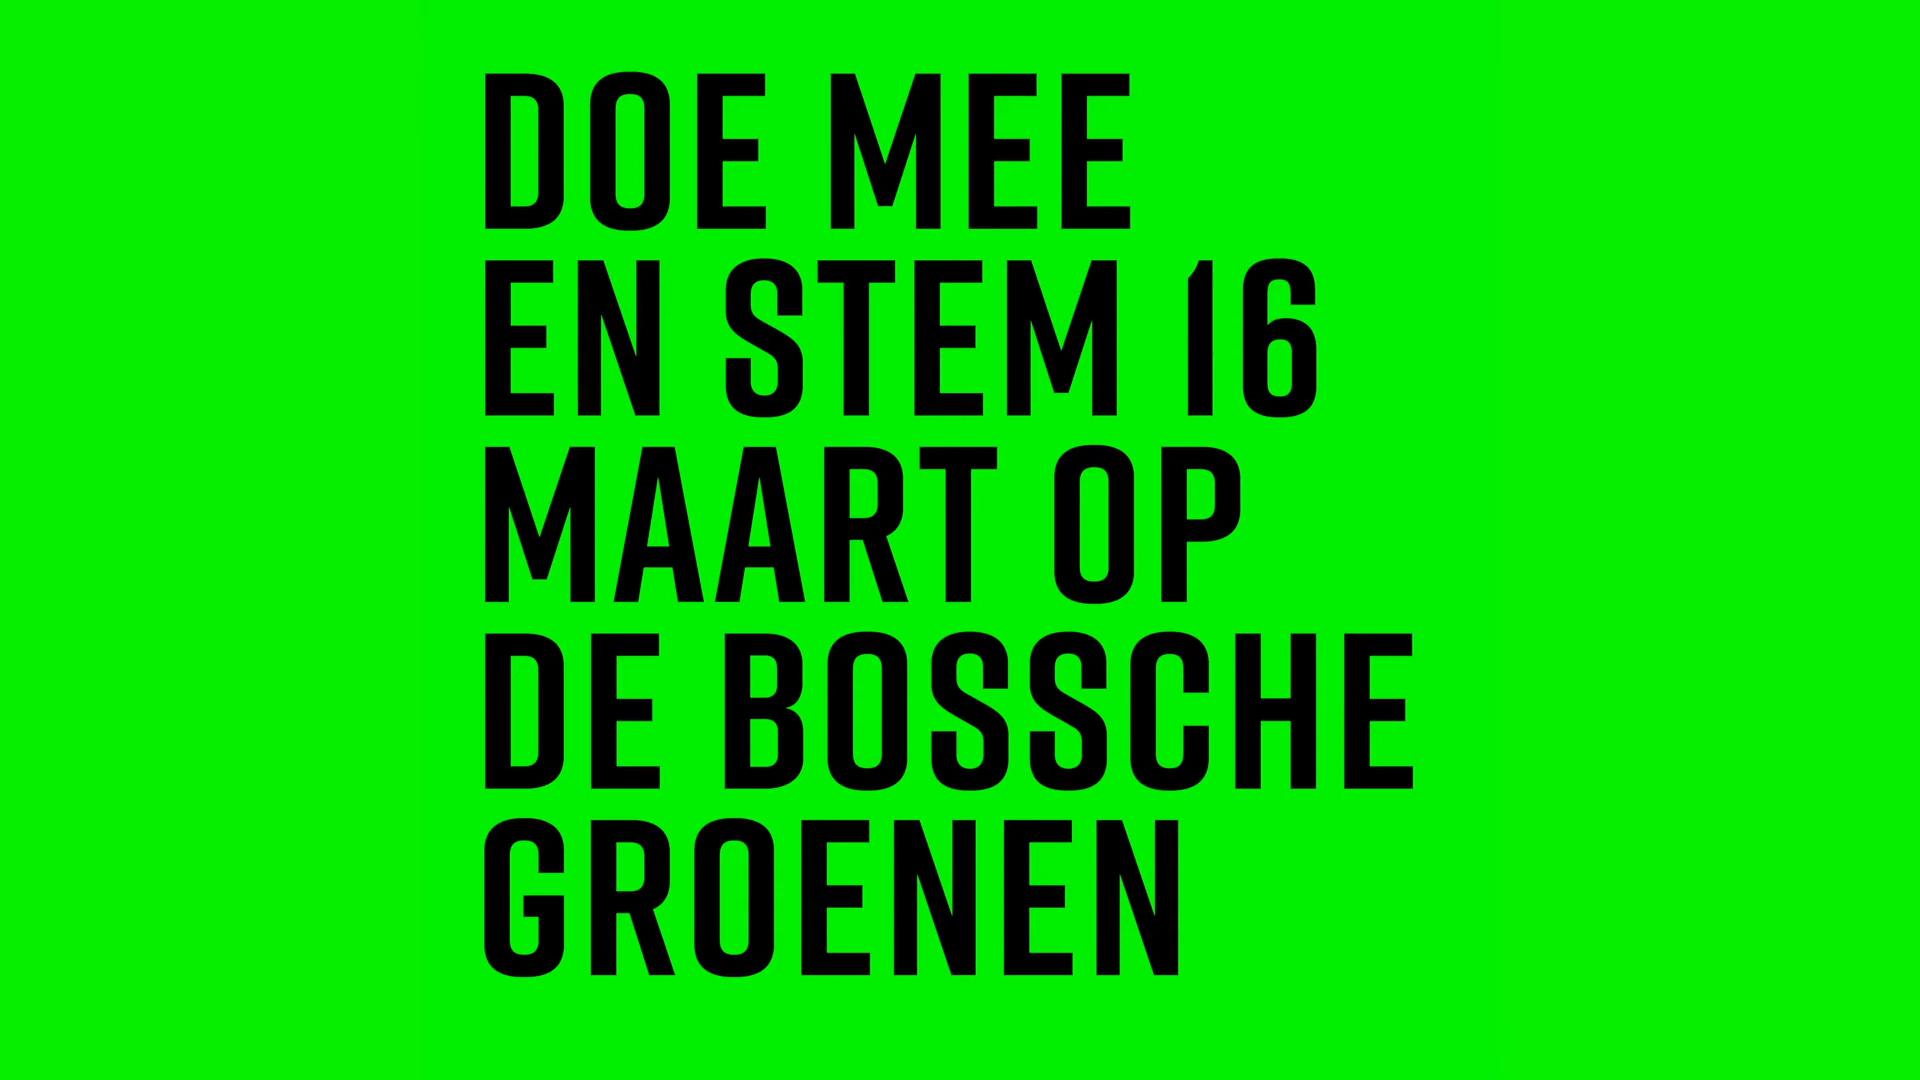 DOE MEE
EN STEM 16
MAART OP
DE BOSSCHE
GROENEN